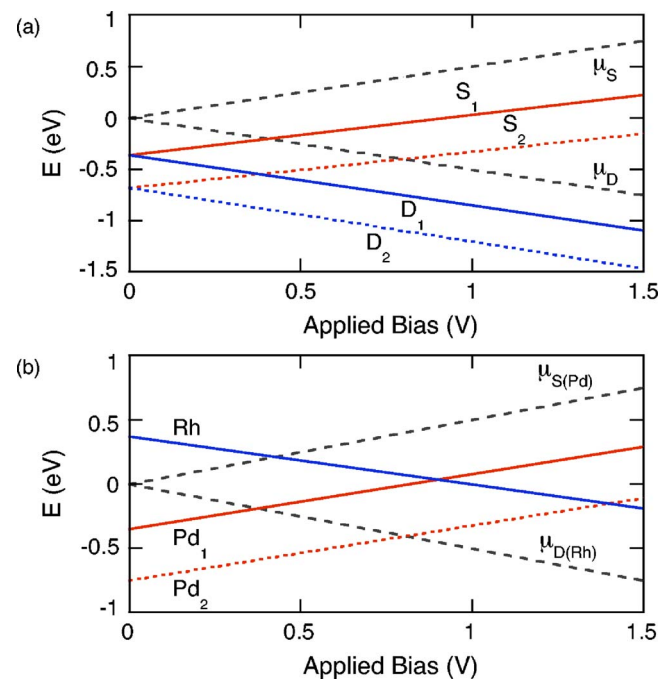 (a)
1
0.5
0
-0.5
-1
-1.5
E (eV)
μS
S1
S2
μD
D1
D2
0 0.5 1 1.5
Applied Bias (V)
(b)
1
0.5
0
-0.5
-1
E (eV)
μS(Pd)
Rh
Pd1
μD(Rh)
Pd2
0 0.5 1 1.5
Applied Bias (V)